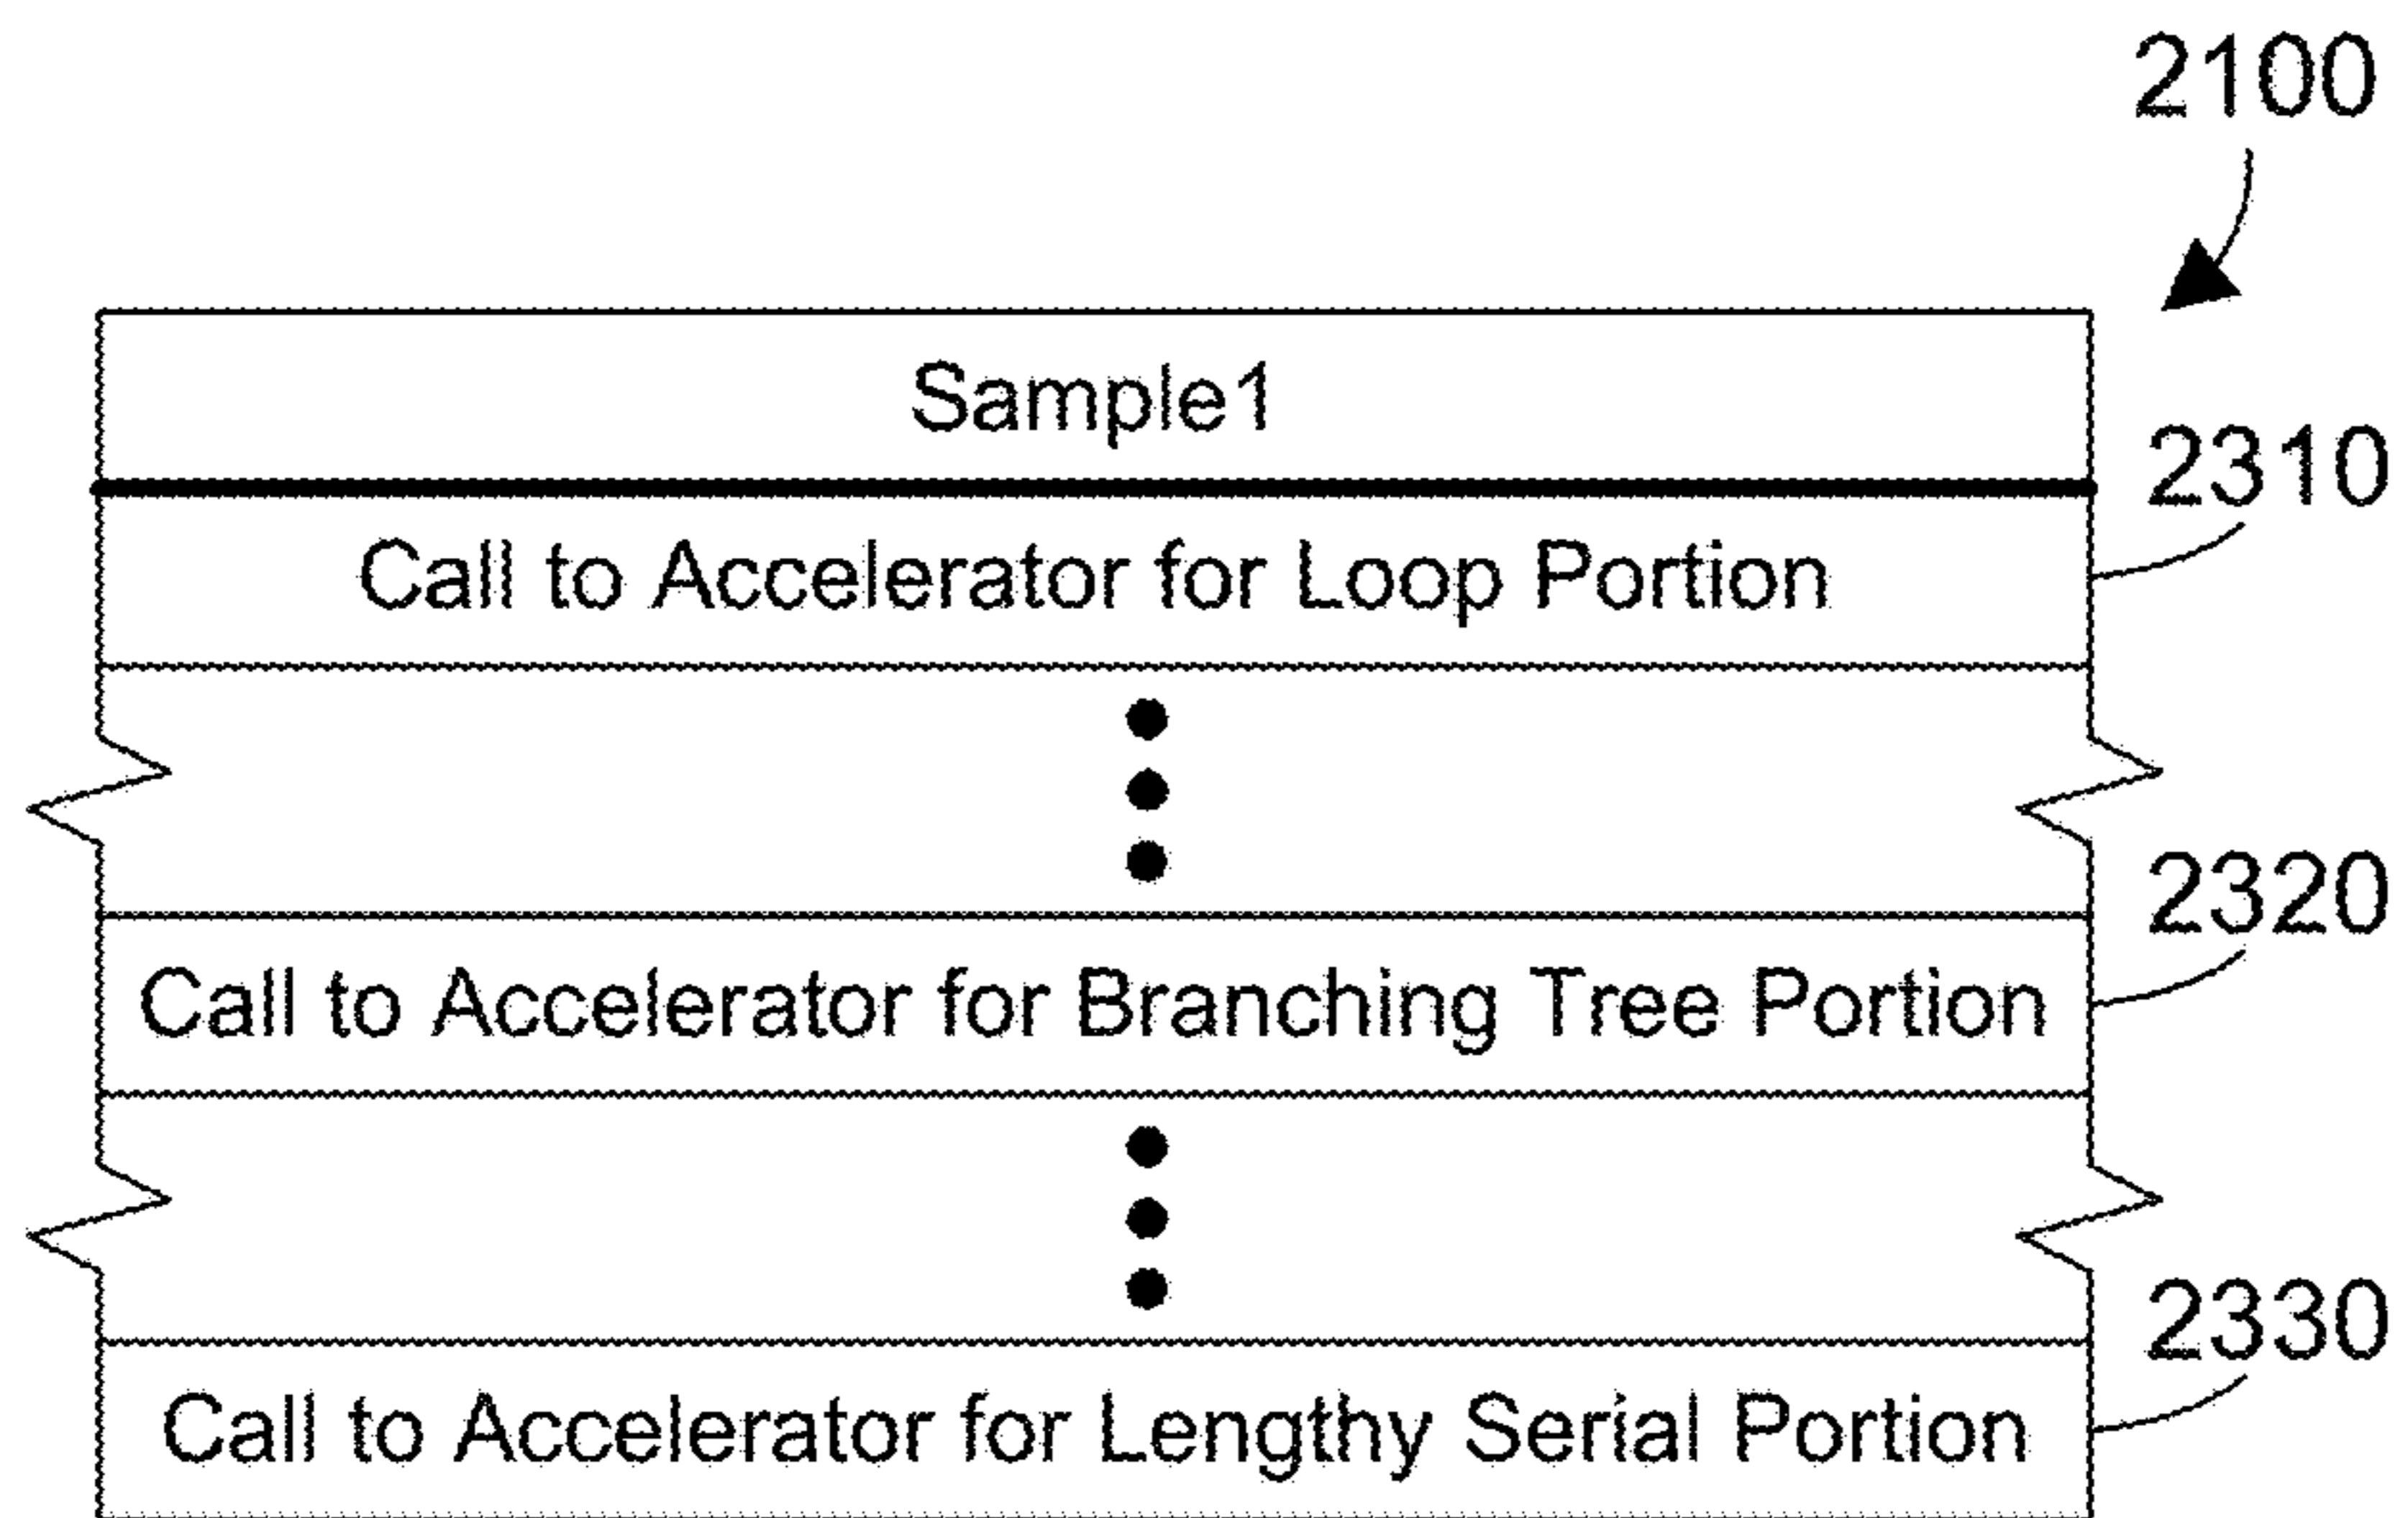 2100
Sample1
2310
Call to Accelerator for Loop Portion
2320
Call to Accelerator for Branching Tree Portion
2330
Call to Accelerator for Lengthy Serial Portion